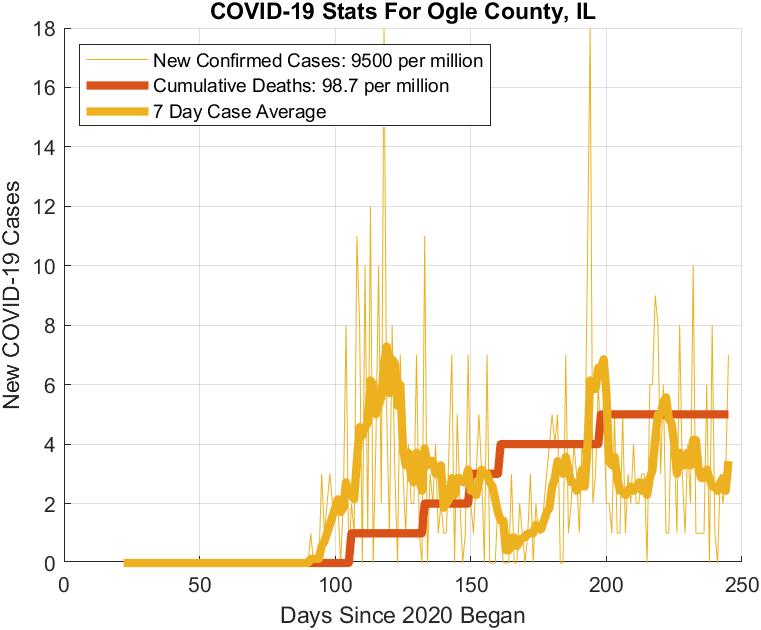 COVID-19 Stats For Ogle County, IL
New Confirmed Cases: 9500 per million
Cumulative Deaths: 98.7 per million
7 Day Case Average
New COVID-19 Cases
18
16
14
12
10
8
6
4
2
0
0 50 100 150 200 250
Days Since 2020 Began